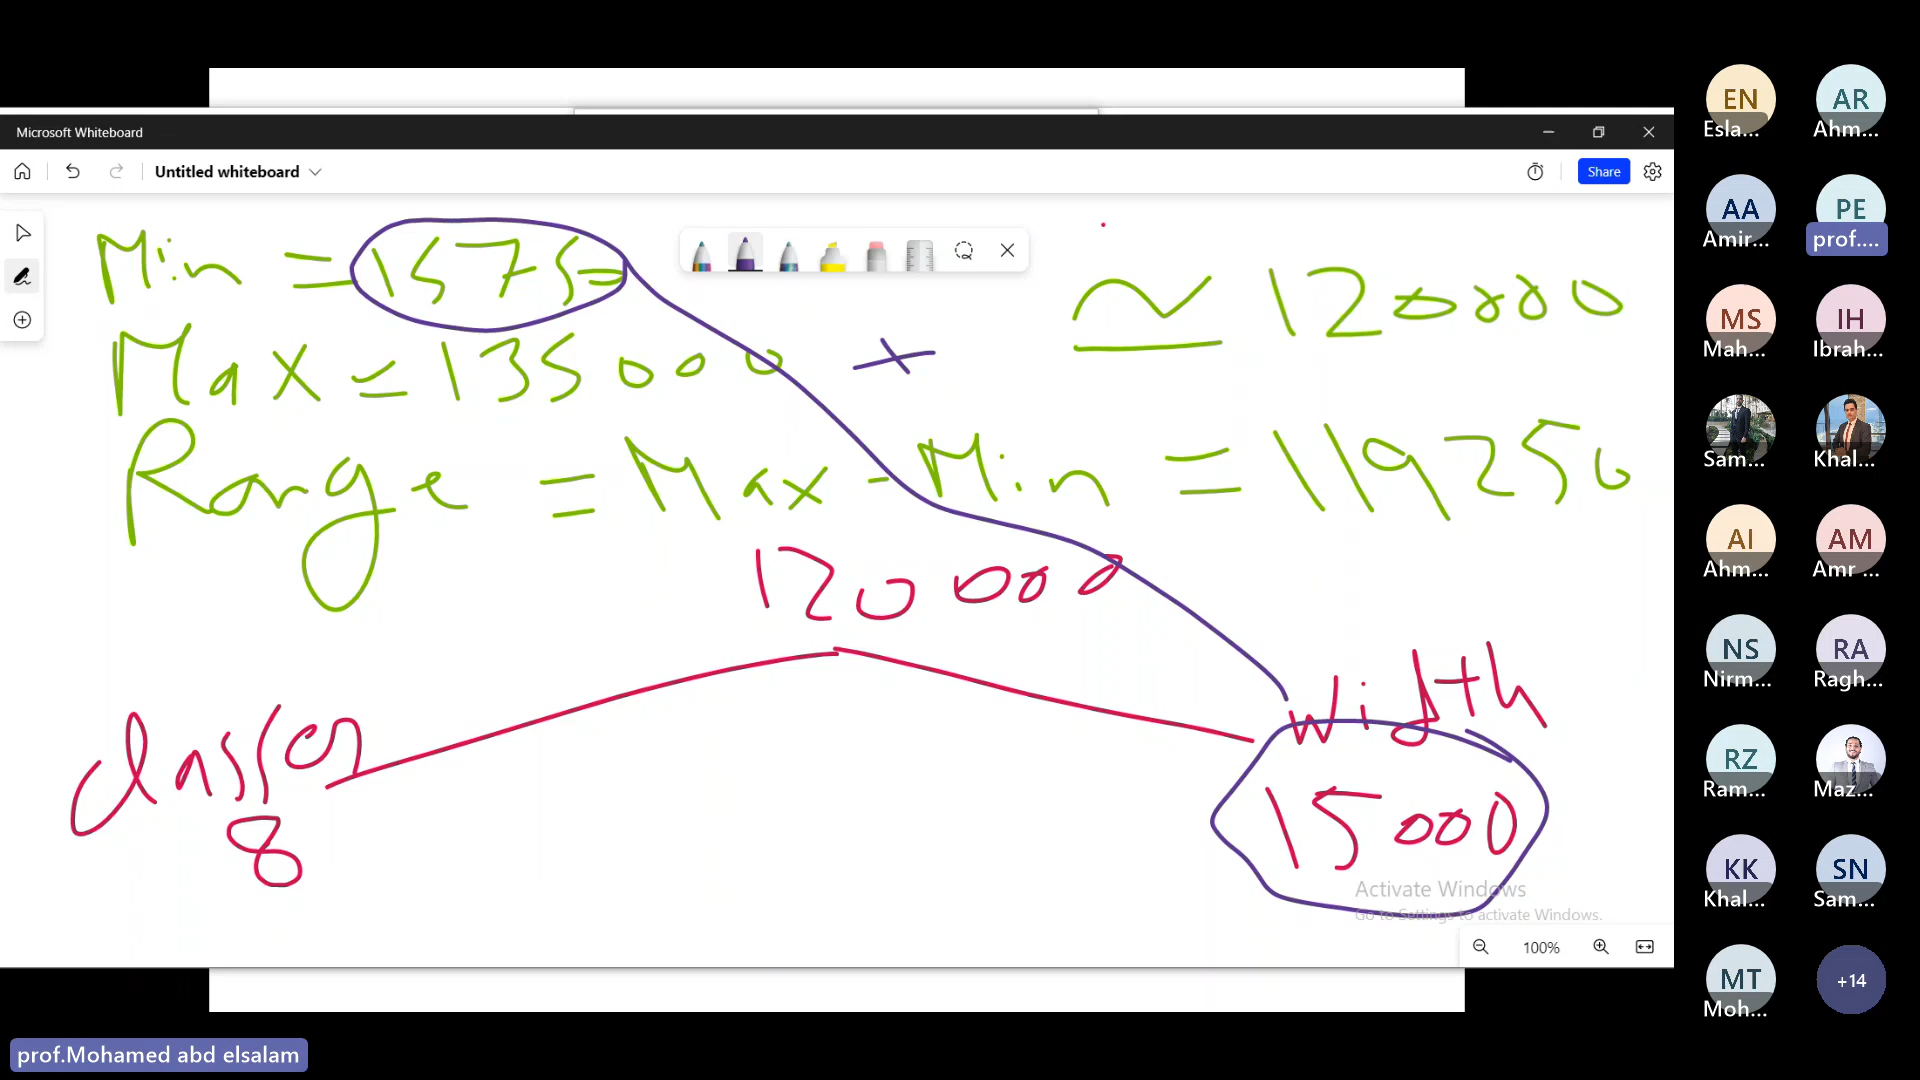 Microsoft Whiteboard
Untitled whiteboard
Share
Min = 15750
Max = 135000
≃ 120000
Range = Max - Min = 119250
120000
classes
8
width
15000
Activate Windows
Go to Settings to activate Windows.
100%
EN
Esla...
AR
Ahm...
AA
Amir...
PE
prof....
MS
Mah...
IH
Ibrah...
Sam...
Khal...
AI
Ahm...
AM
Amr ...
NS
Nirm...
RA
Ragh...
RZ
Ram...
Maz...
KK
Khal...
SN
Sam...
MT
Moh...
+14
prof.Mohamed abd elsalam